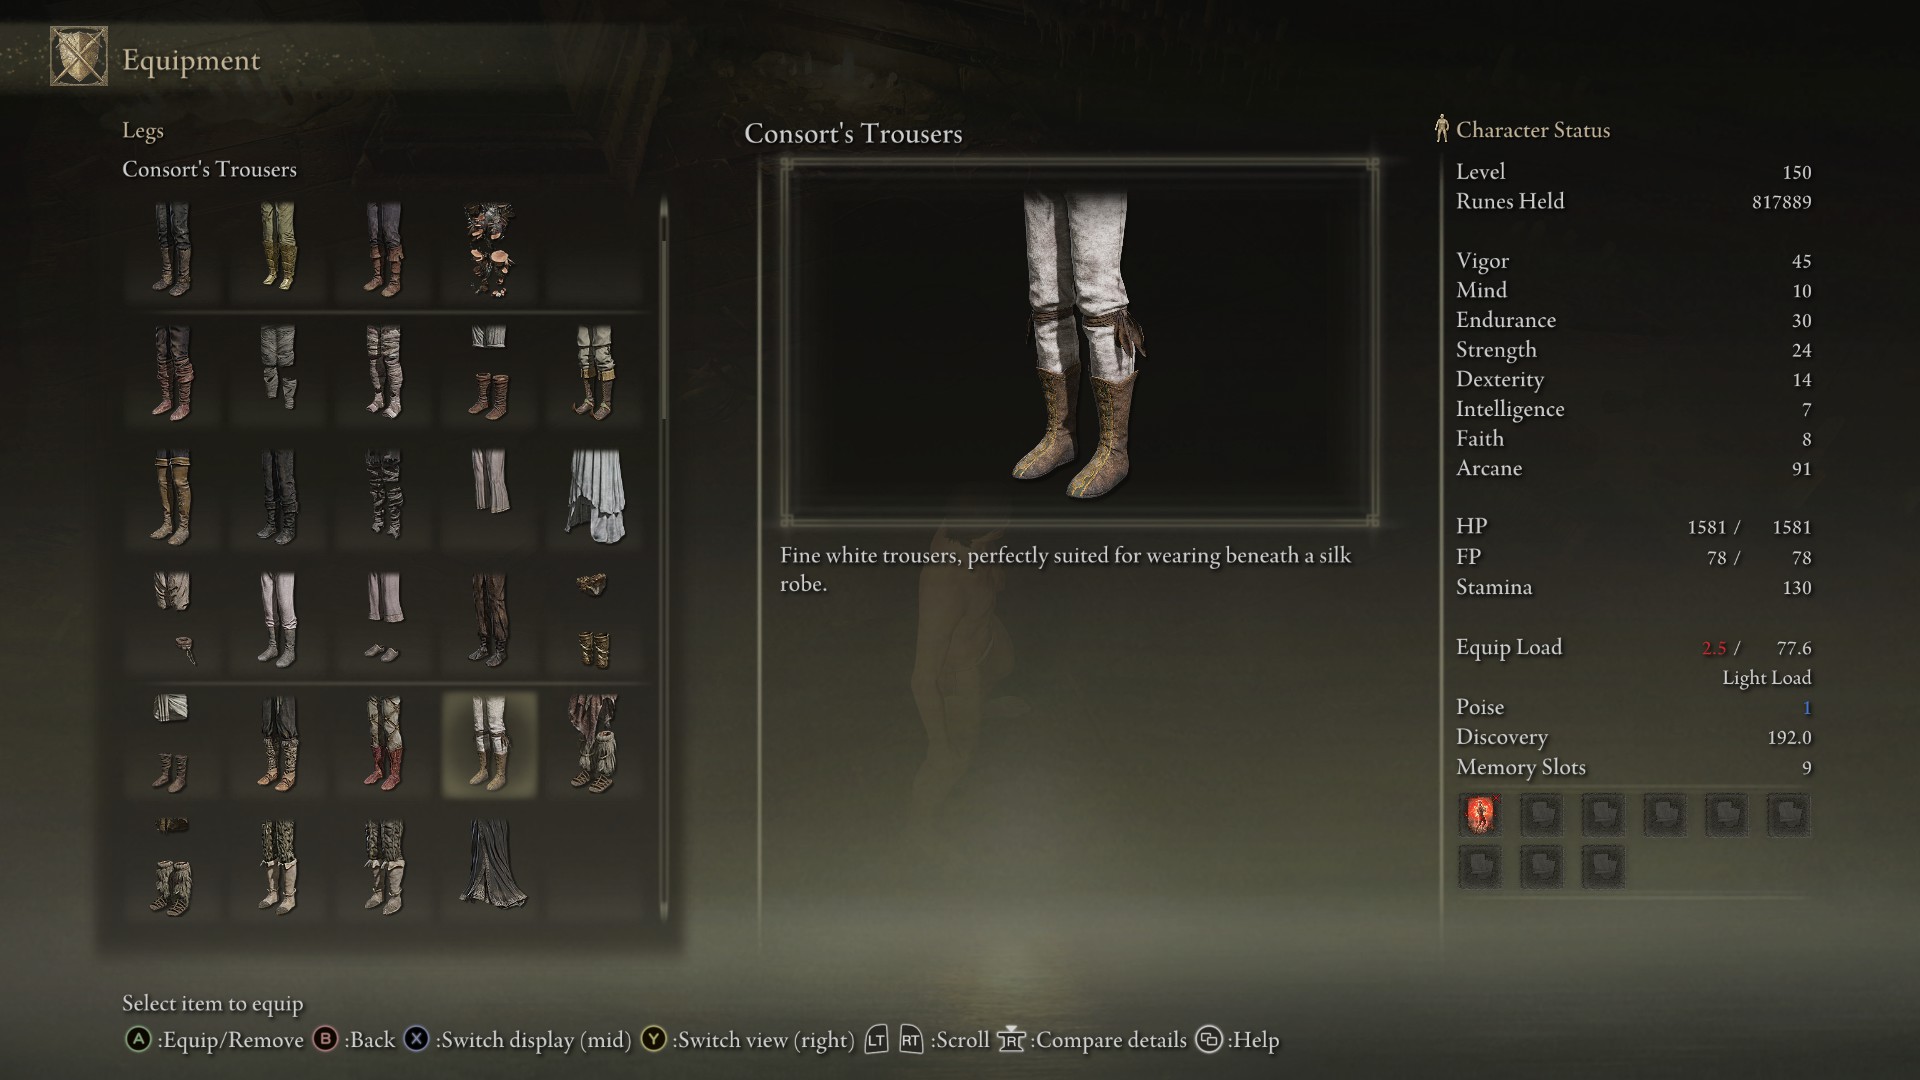 Equipment
Legs
Consort's Trousers
Consort's Trousers
Fine white trousers, perfectly suited for wearing beneath a silk
robe.
Character Status
Level 150
Runes Held 817889
Vigor 45
Mind 10
Endurance 30
Strength 24
Dexterity 14
Intelligence 7
Faith 8
Arcane 91
HP 1581 / 1581
FP 78 / 78
Stamina 130
Equip Load 2.5 / 77.6
Light Load
Poise 1
Discovery 192.0
Memory Slots 9
Select item to equip
A :Equip/Remove B :Back X :Switch display (mid) Y :Switch view (right) LT RT :Scroll R :Compare details :Help